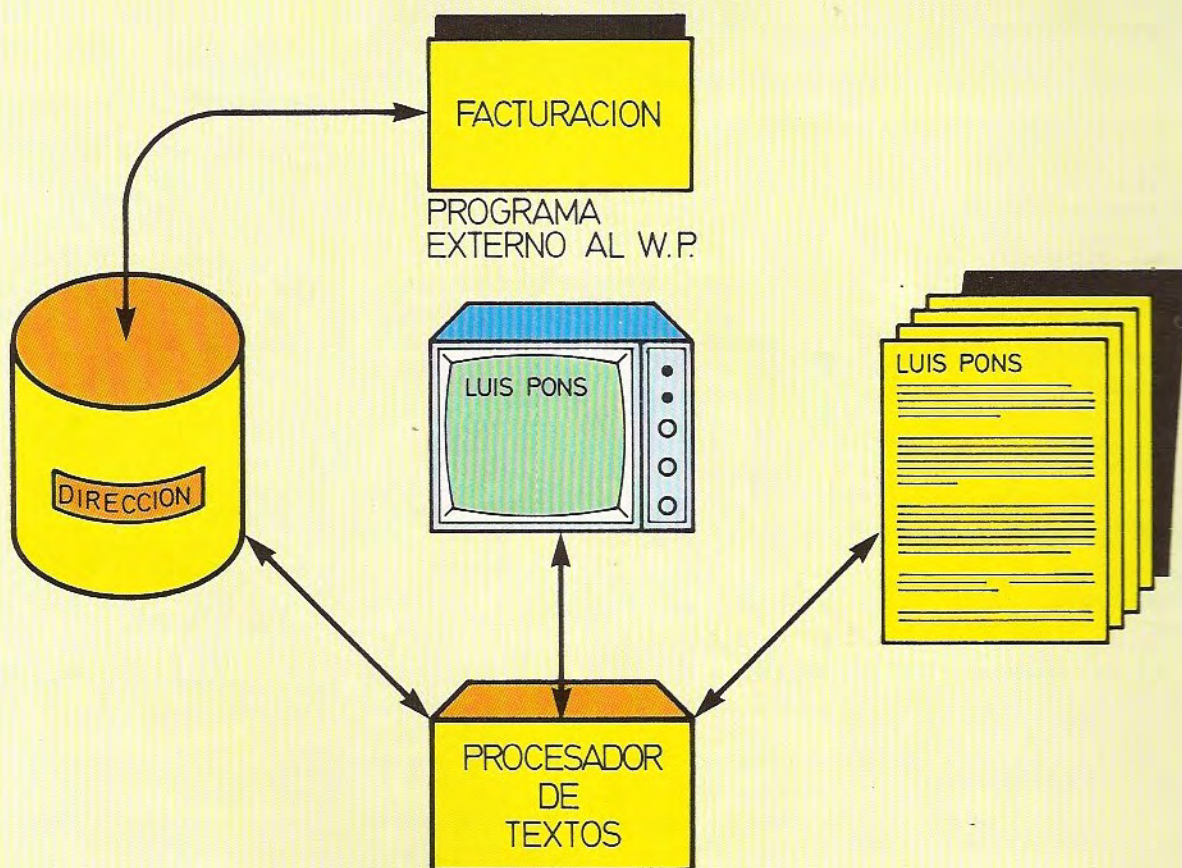 FACTURACION
PROGRAMA
EXTERNO AL W.P.
LUIS PONS
LUIS PONS
DIRECCION
PROCESADOR
DE
TEXTOS